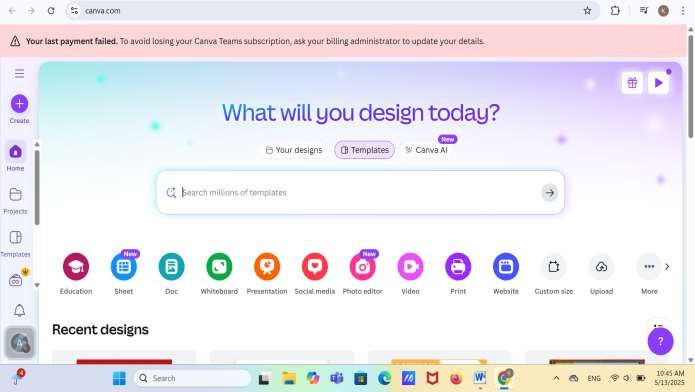 canva.com
K
Your last payment failed. To avoid losing your Canva Teams subscription, ask your billing administrator to update your details.
Create
Home
Projects
Templates
What will you design today?
Your designs
Templates
Canva AI
New
Search millions of templates
Education
Sheet
New
Doc
Whiteboard
Presentation
Social media
Photo editor
New
Video
Print
Website
Custom size
Upload
More
Recent designs
?
4
Search
ENG
10:45 AM
5/13/2025